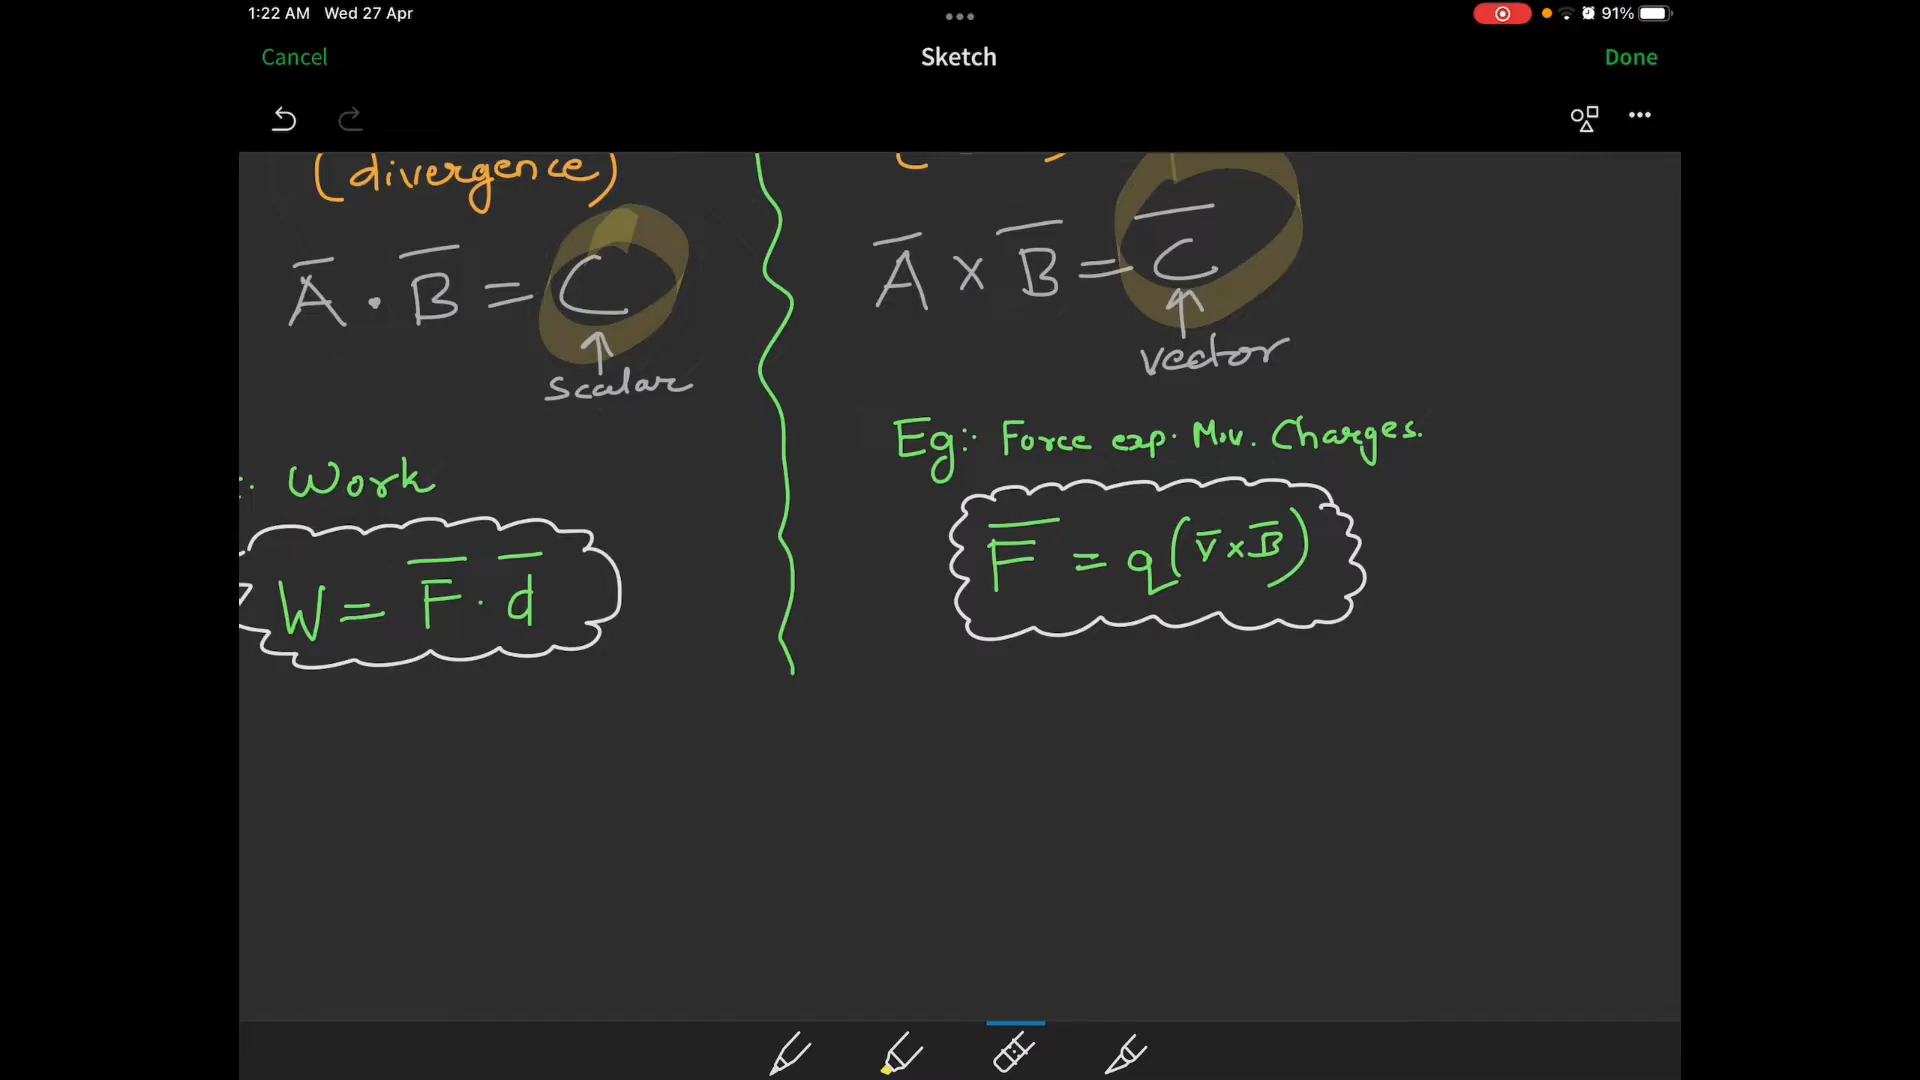 1:22 AM Wed 27 Apr
91%
Cancel
Sketch
Done
(divergence)
A̅ · B̅ = C
scalar
: Work
W = F̅ · d̅
A̅ × B̅ = C̅
vector
Eg:- Force exp. Mov. Charges.
F̅ = q(v̅ × B̅)